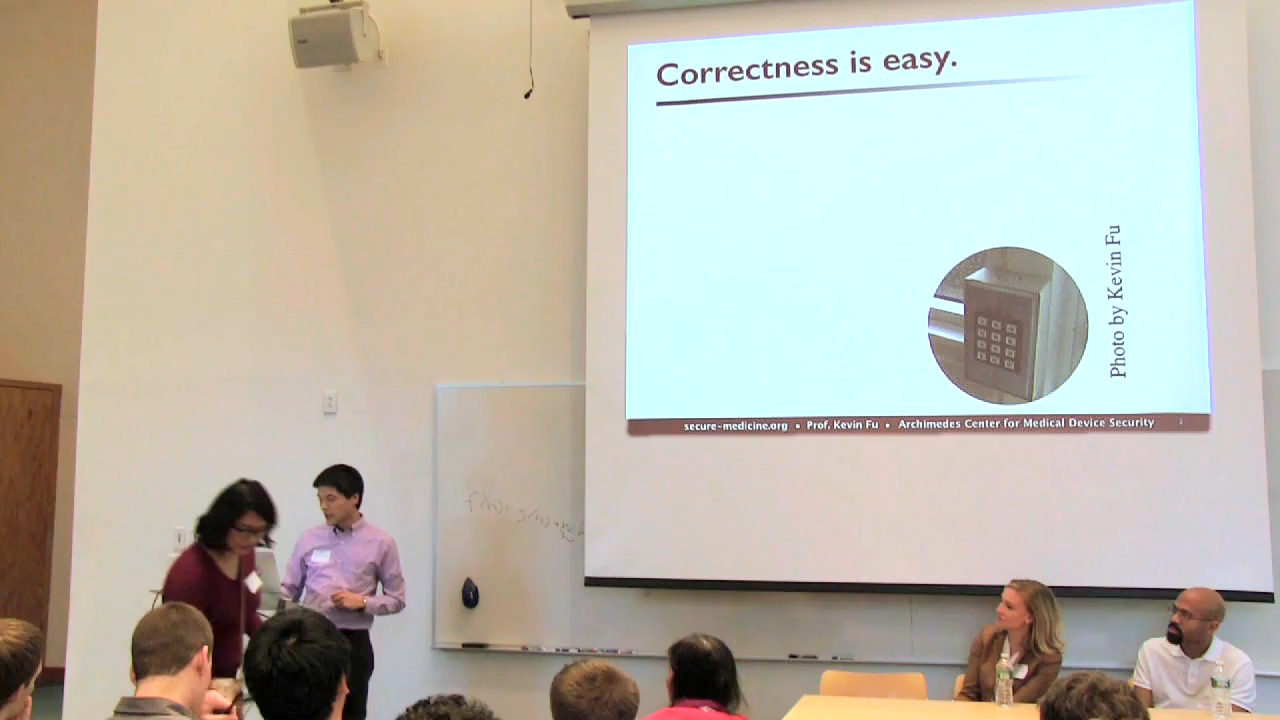 Correctness is easy.
Photo by Kevin Fu
secure-medicine.org • Prof. Kevin Fu • Archimedes Center for Medical Device Security